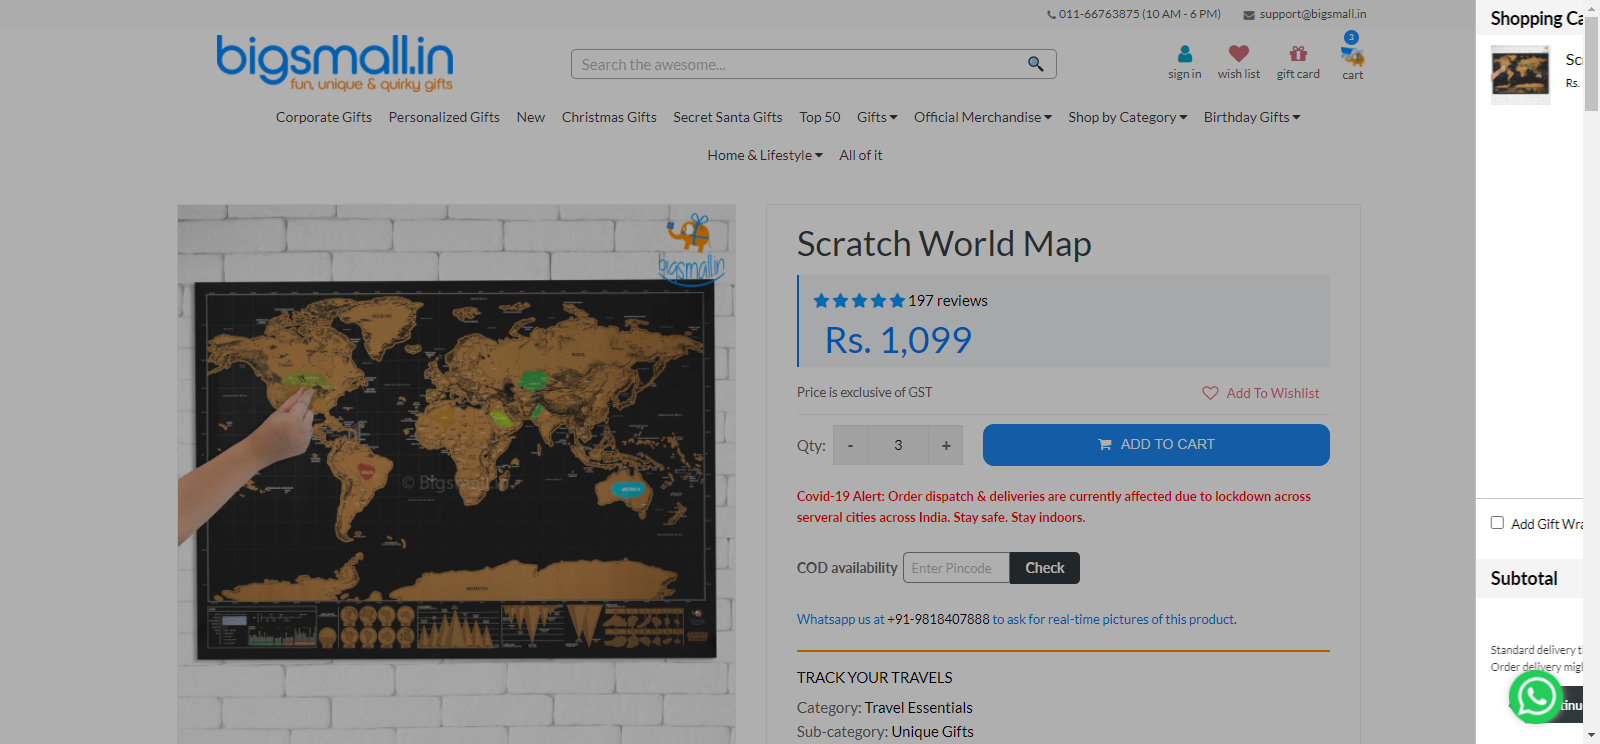 011-66763875 (10 AM - 6 PM) support@bigsmall.in
bigsmall.in
fun, unique & quirky gifts
Search the awesome...
sign in wish list gift card 3 cart
Corporate Gifts Personalized Gifts New Christmas Gifts Secret Santa Gifts Top 50 Gifts Official Merchandise Shop by Category Birthday Gifts
Home & Lifestyle All of it
bigsmall.in
© Bigsmall.in
Scratch World Map
197 reviews
Rs. 1,099
Price is exclusive of GST Add To Wishlist
Qty: - 3 + ADD TO CART
Covid-19 Alert: Order dispatch & deliveries are currently affected due to lockdown across
serveral cities across India. Stay safe. Stay indoors.
COD availability Enter Pincode Check
Whatsapp us at +91-9818407888 to ask for real-time pictures of this product.
TRACK YOUR TRAVELS
Category: Travel Essentials
Sub-category: Unique Gifts
Shopping Ca
Sc
Rs.
Add Gift Wra
Subtotal
Standard delivery ti
Order delivery migh
tinu